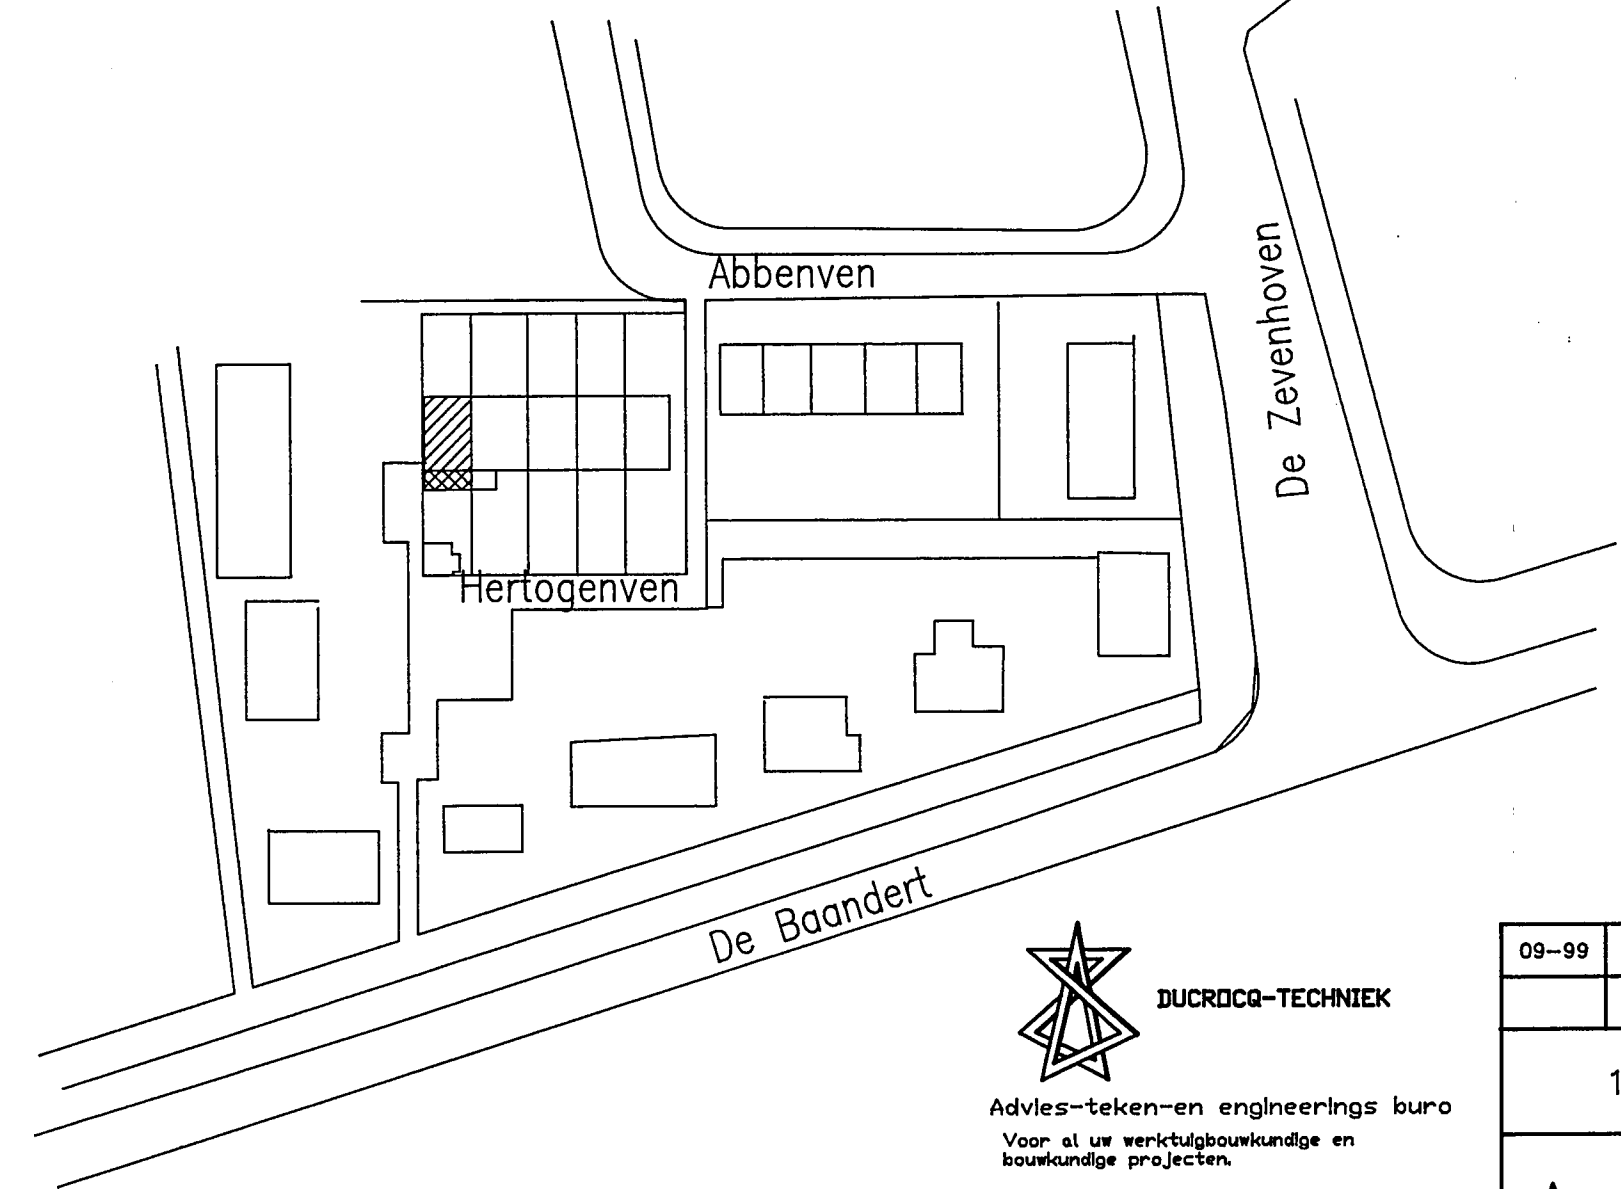 Abbenven
De Zevenhoven
Hertogenven
De Baandert
DUCROCQ-TECHNIEK
Advies-teken-en engineerings buro
Voor al uw werktuigbouwkundige en
bouwkundige projecten.
09-99
1